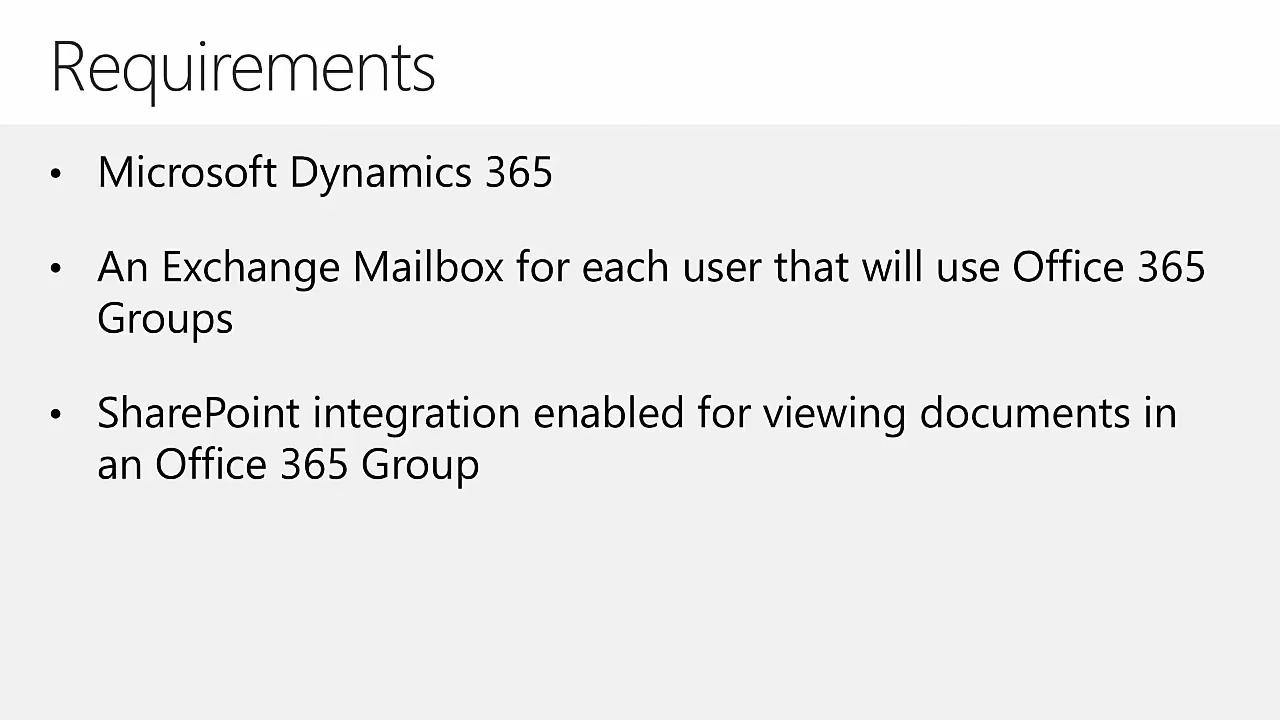 Requirements
• Microsoft Dynamics 365
• An Exchange Mailbox for each user that will use Office 365
Groups
• SharePoint integration enabled for viewing documents in
an Office 365 Group